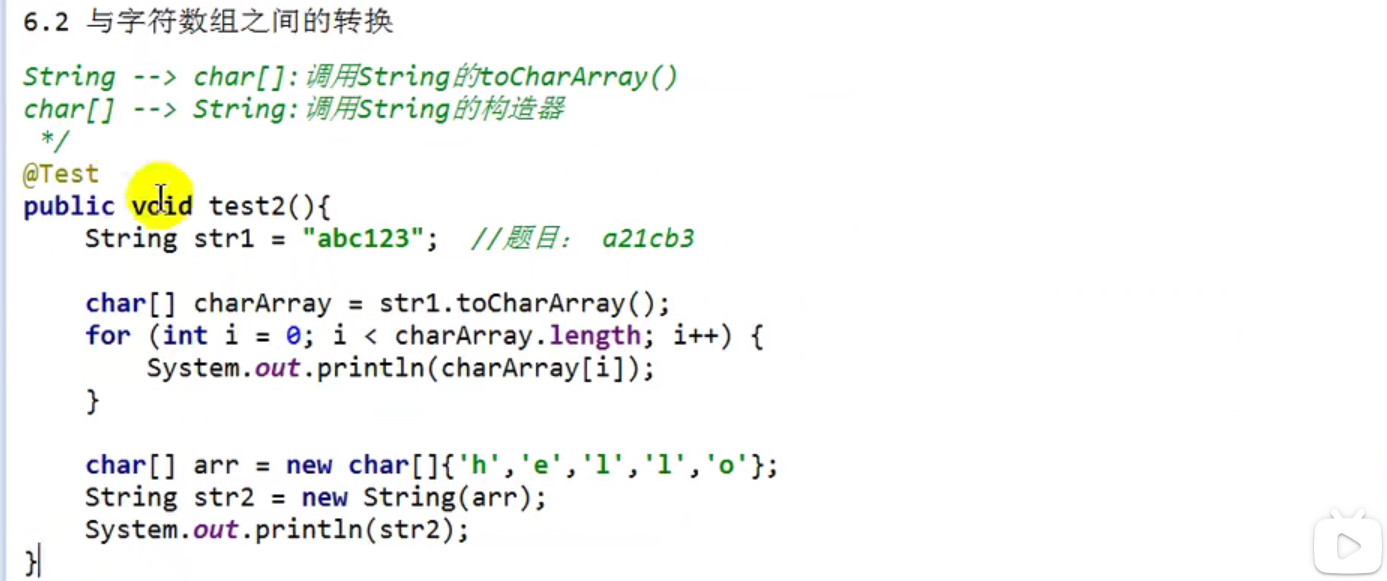 6.2 与字符数组之间的转换
String --> char[]:调用String的toCharArray()
char[] --> String:调用String的构造器
*/
@Test
public void test2(){
String str1 = "abc123"; //题目: a21cb3
char[] charArray = str1.toCharArray();
for (int i = 0; i < charArray.length; i++) {
System.out.println(charArray[i]);
}
char[] arr = new char[]{'h','e','l','l','o'};
String str2 = new String(arr);
System.out.println(str2);
}